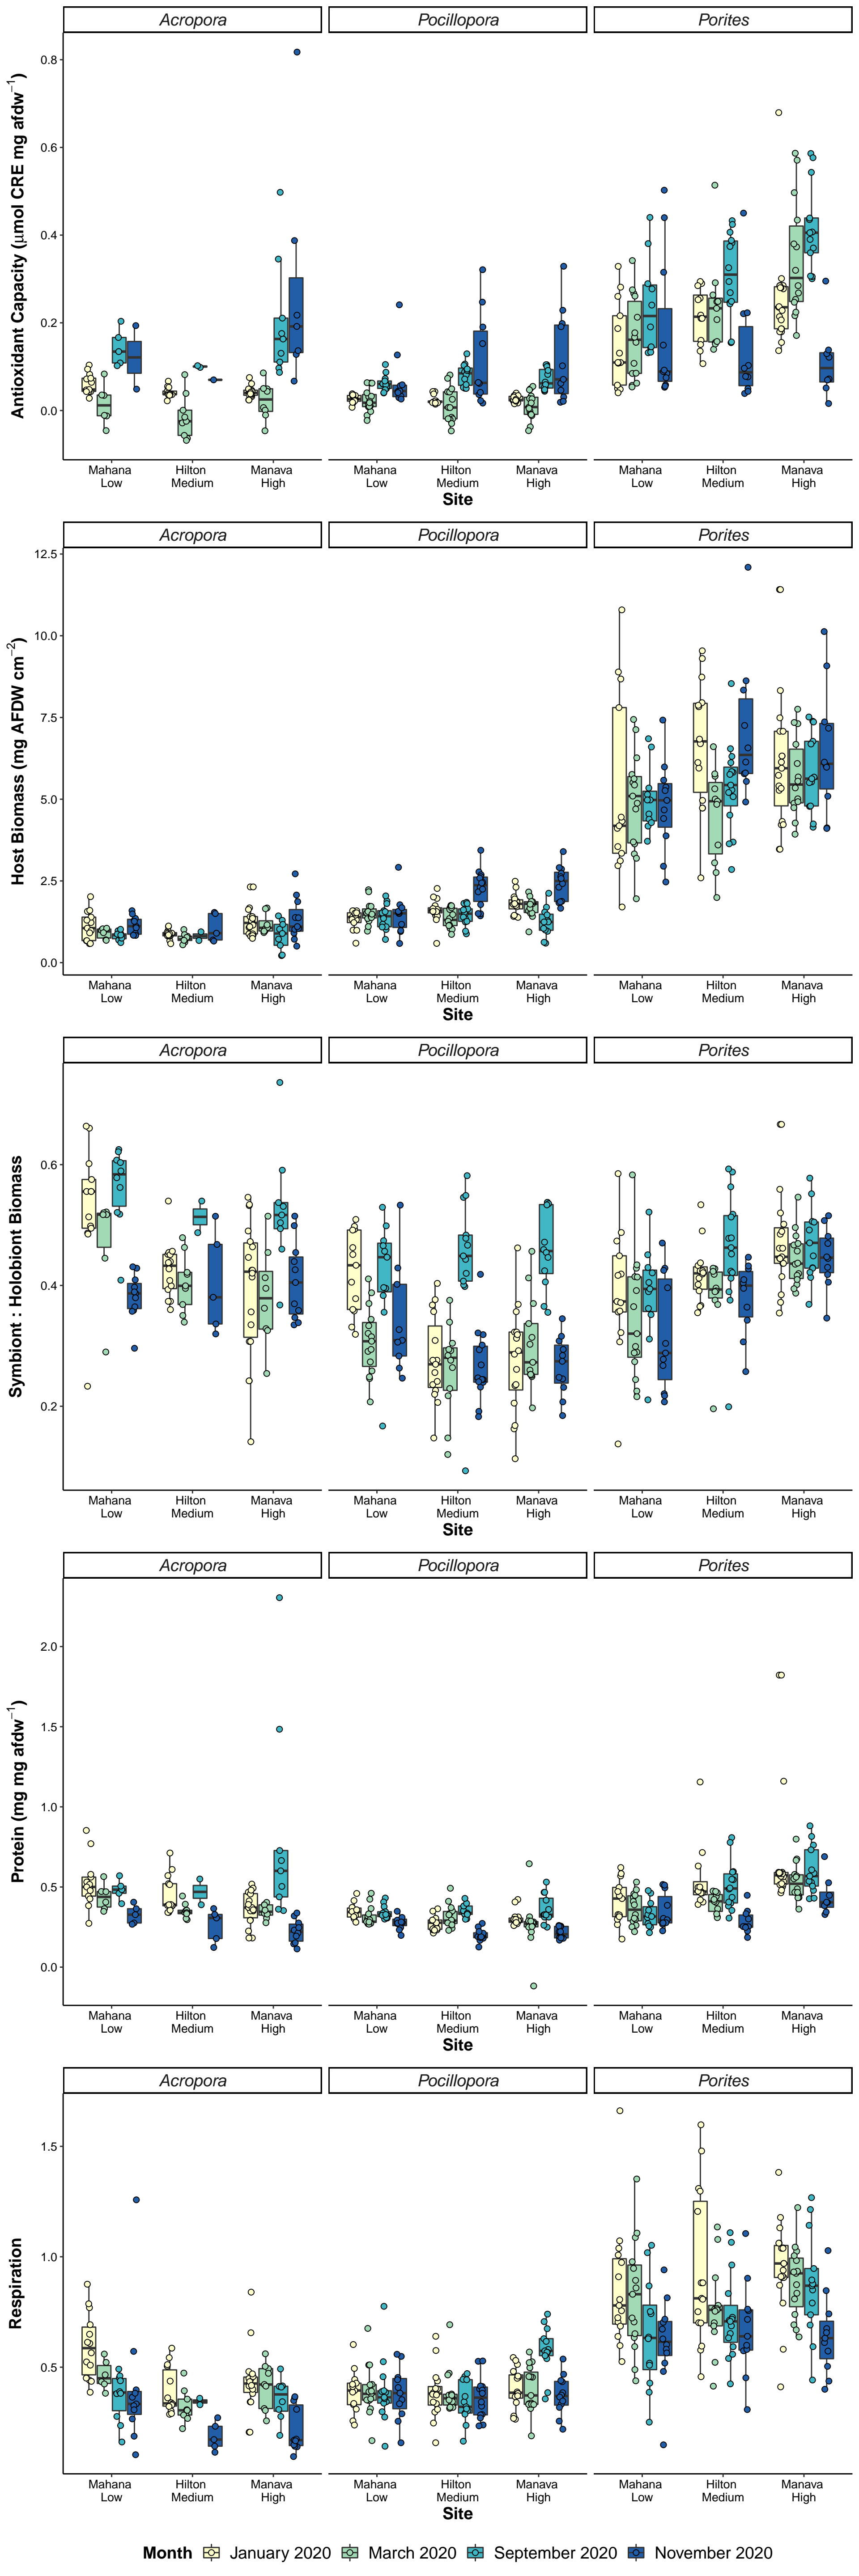 Acropora Pocillopora Porites
Antioxidant Capacity (μmol CRE mg afdw⁻¹)
0.8
0.6
0.4
0.2
0.0
Mahana Hilton Manava Mahana Hilton Manava Mahana Hilton Manava
Low Medium High Low Medium High Low Medium High
Site
Acropora Pocillopora Porites
Host Biomass (mg AFDW cm⁻²)
12.5
10.0
7.5
5.0
2.5
0.0
Mahana Hilton Manava Mahana Hilton Manava Mahana Hilton Manava
Low Medium High Low Medium High Low Medium High
Site
Acropora Pocillopora Porites
Symbiont : Holobiont Biomass
0.6
0.4
0.2
Mahana Hilton Manava Mahana Hilton Manava Mahana Hilton Manava
Low Medium High Low Medium High Low Medium High
Site
Acropora Pocillopora Porites
Protein (mg mg afdw⁻¹)
2.0
1.5
1.0
0.5
0.0
Mahana Hilton Manava Mahana Hilton Manava Mahana Hilton Manava
Low Medium High Low Medium High Low Medium High
Site
Acropora Pocillopora Porites
Respiration
1.5
1.0
0.5
Mahana Hilton Manava Mahana Hilton Manava Mahana Hilton Manava
Low Medium High Low Medium High Low Medium High
Site
Month January 2020 March 2020 September 2020 November 2020